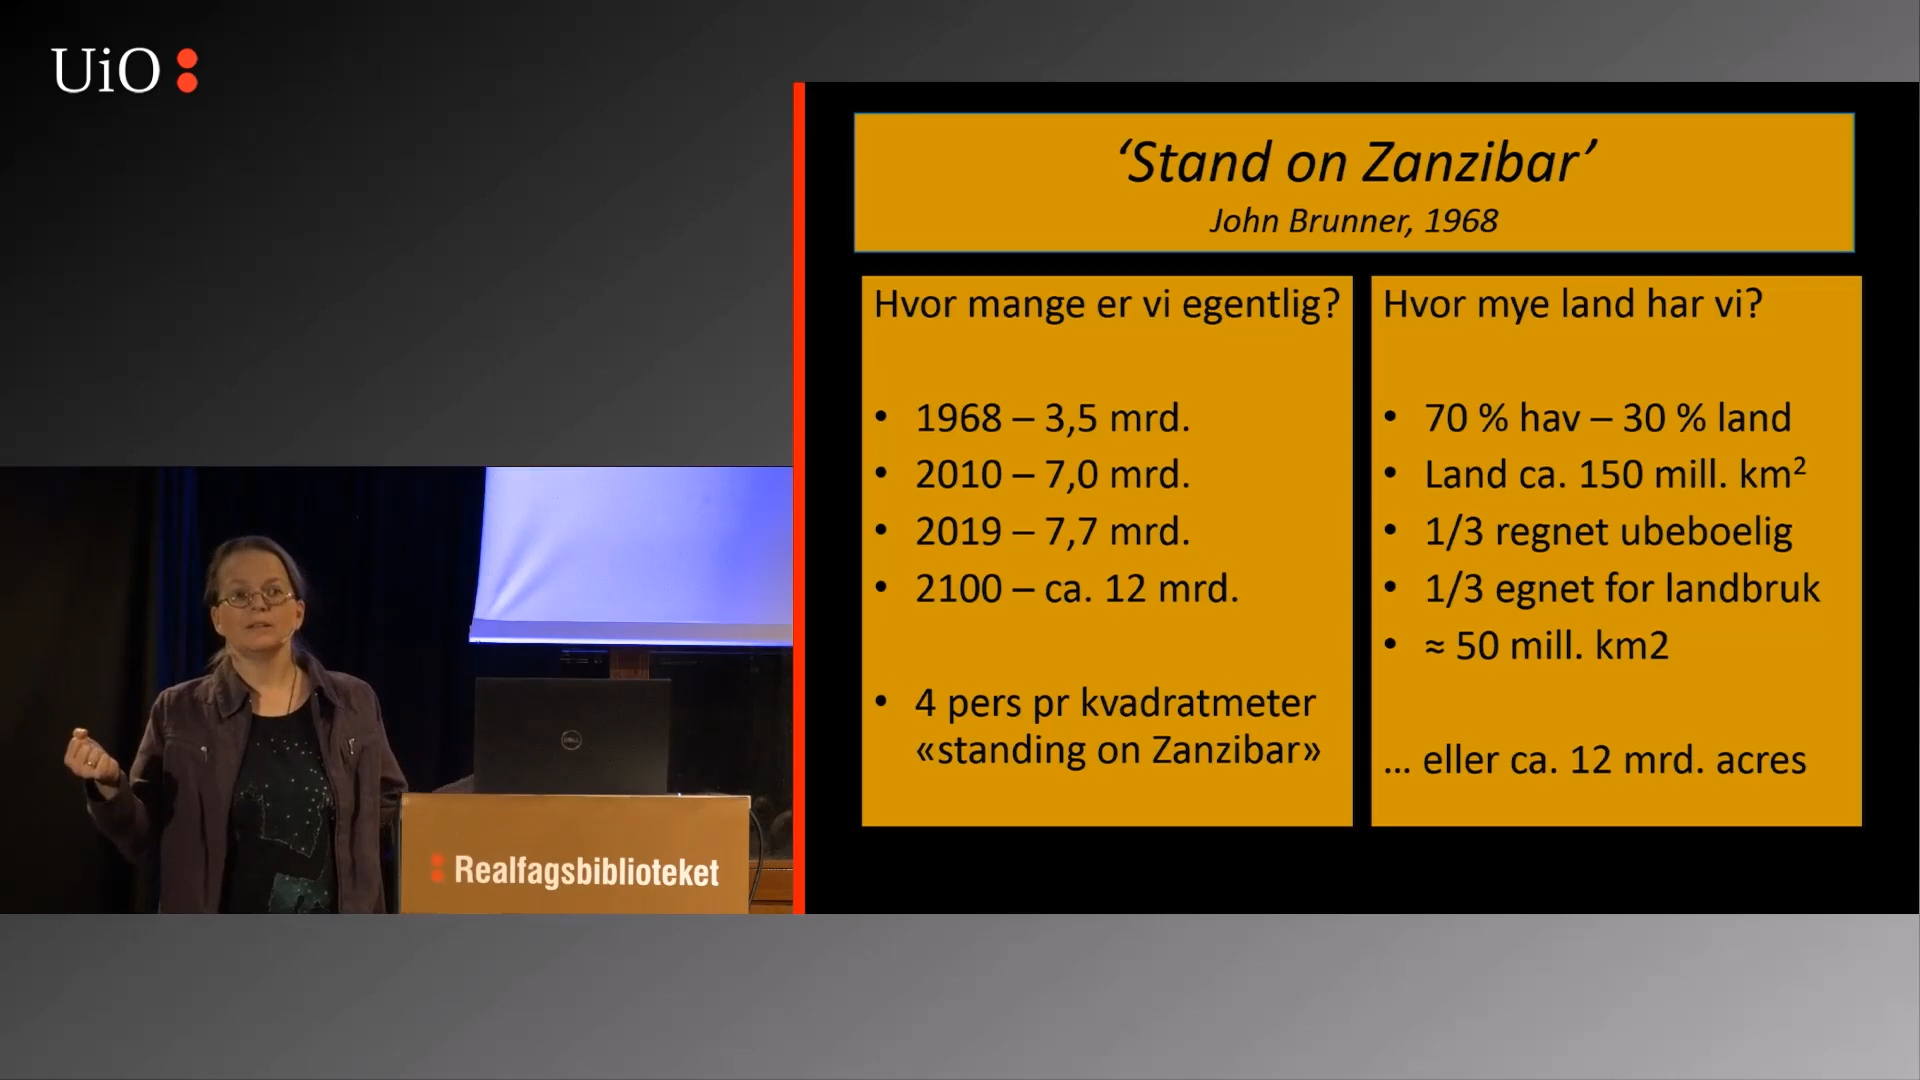 UiO
‘Stand on Zanzibar’
John Brunner, 1968
Hvor mange er vi egentlig?
• 1968 – 3,5 mrd.
• 2010 – 7,0 mrd.
• 2019 – 7,7 mrd.
• 2100 – ca. 12 mrd.
• 4 pers pr kvadratmeter
«standing on Zanzibar»
Hvor mye land har vi?
• 70 % hav – 30 % land
• Land ca. 150 mill. km²
• 1/3 regnet ubeboelig
• 1/3 egnet for landbruk
• ≈ 50 mill. km2
... eller ca. 12 mrd. acres
DELL
Realfagsbiblioteket